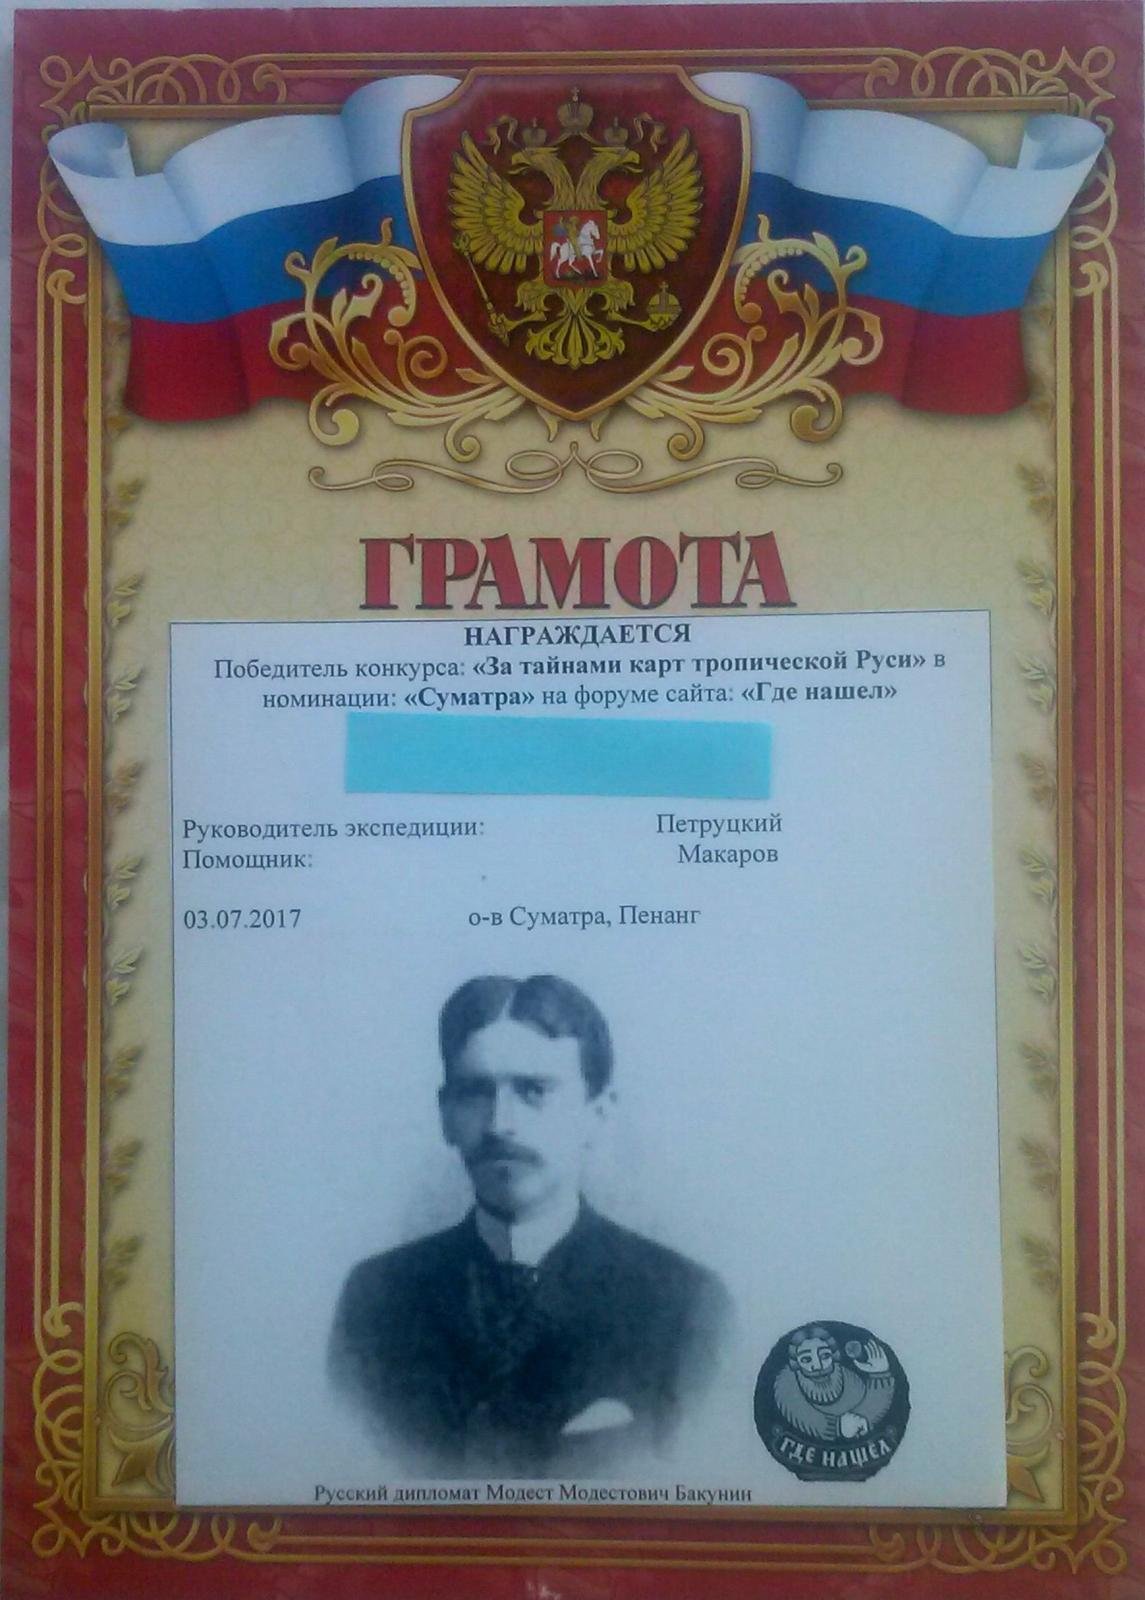 ГРАМОТА
НАГРАЖДАЕТСЯ
Победитель конкурса: «За тайнами карт тропической Руси» в
номинации: «Суматра» на форуме сайта: «Где нашел»
Руководитель экспедиции: Петруцкий
Помощник: Макаров
03.07.2017 о-в Суматра, Пенанг
ГДЕ НАШЕЛ
Русский дипломат Модест Модестович Бакунин